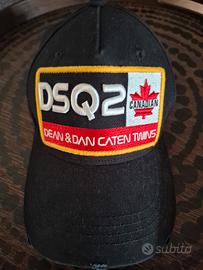 DSQ2
CANADIAN
DEAN & DAN CATEN TWINS
subito